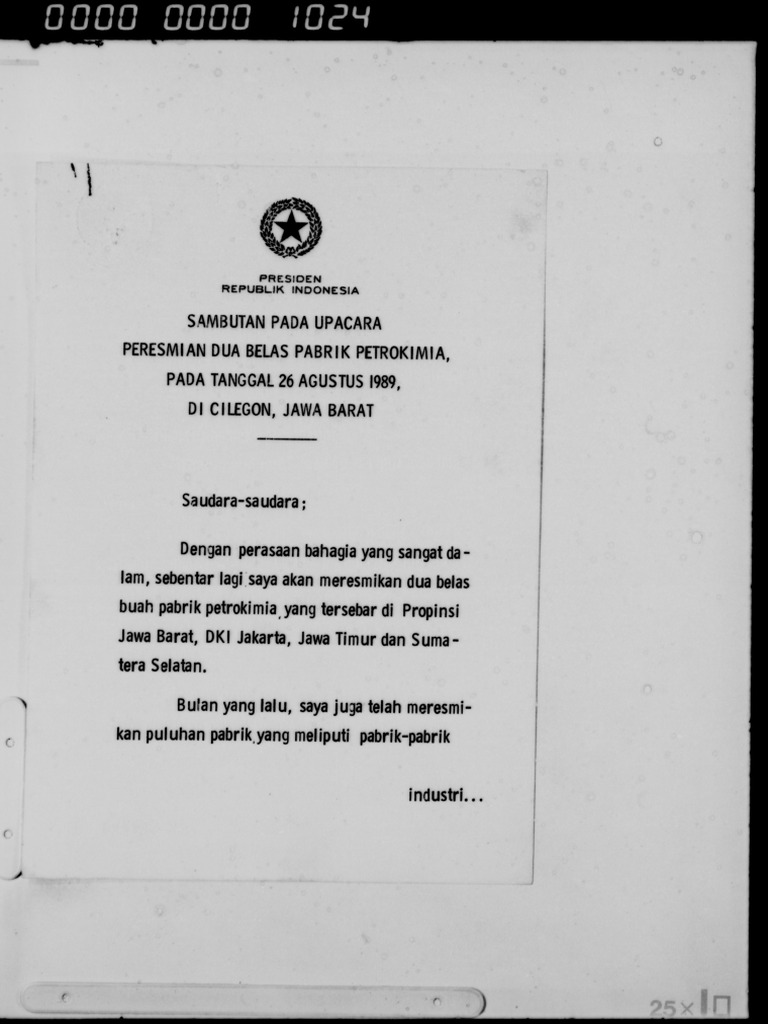 0000 0000 1024
PRESIDEN
REPUBLIK INDONESIA
SAMBUTAN PADA UPACARA
PERESMIAN DUA BELAS PABRIK PETROKIMIA,
PADA TANGGAL 26 AGUSTUS 1989,
DI CILEGON, JAWA BARAT
Saudara-saudara;
Dengan perasaan bahagia yang sangat da-
lam, sebentar lagi saya akan meresmikan dua belas
buah pabrik petrokimia yang tersebar di Propinsi
Jawa Barat, DKI Jakarta, Jawa Timur dan Suma-
tera Selatan.
Bulan yang lalu, saya juga telah meresmi-
kan puluhan pabrik yang meliputi pabrik-pabrik
industri...
25×